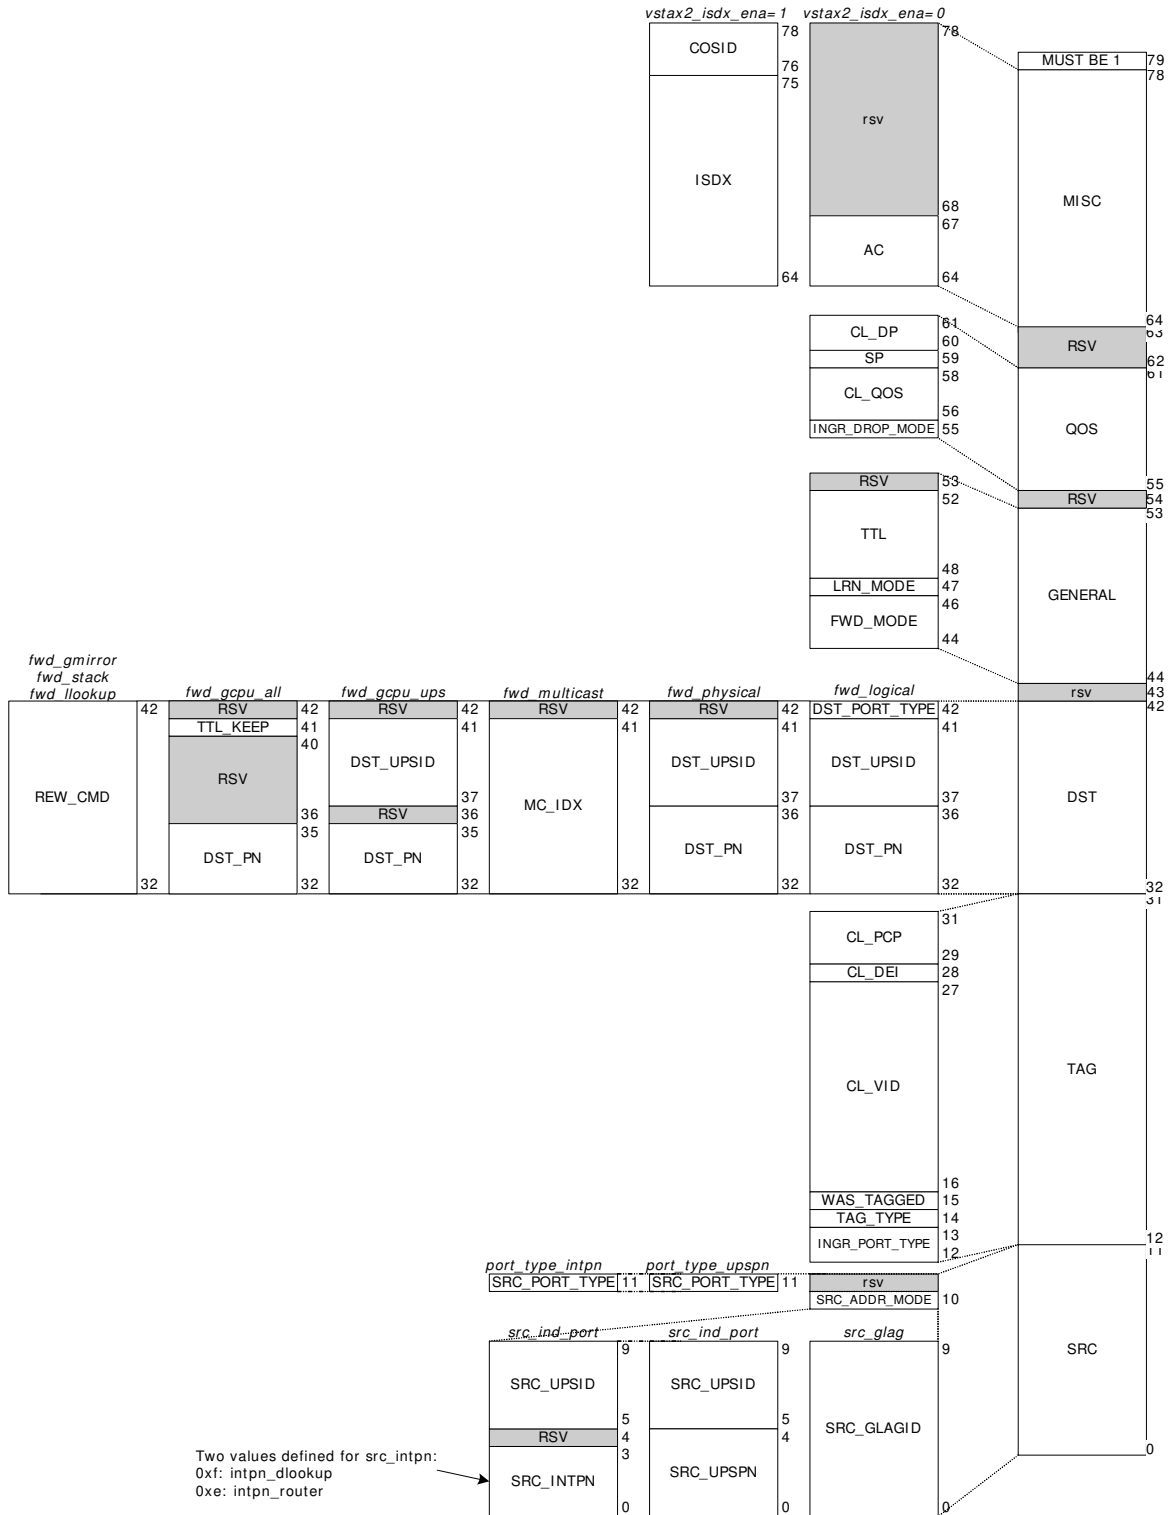 vstax2_isdx_ena= 1 vstax2_isdx_ena= 0
78 78
COSID
MUST BE 1 79
76 78
75
rsv
ISDX
68 MISC
67
AC
64 64
64
61 63
CL_DP RSV
60 62
SP 59 61
58
CL_QOS
56
INGR_DROP_MODE 55 QOS
RSV 53 55
52 RSV 54
53
TTL
48
LRN_MODE 47 GENERAL
46
FWD_MODE
44
fwd_gmirror
fwd_stack 44
fwd_llookup fwd_gcpu_all fwd_gcpu_ups fwd_multicast fwd_physical fwd_logical rsv 43
42 RSV 42 RSV 42 RSV 42 RSV 42 DST_PORT_TYPE 42 42
TTL_KEEP 41 41 41 41 41
40
DST_UPSID DST_UPSID DST_UPSID
RSV
REW_CMD 37 MC_IDX 37 37 DST
36 RSV 36 36 36
35 35
DST_PN DST_PN DST_PN DST_PN
32 32 32 32 32 32 32
31 31
CL_PCP
29
CL_DEI 28
27
CL_VID TAG
16
WAS_TAGGED 15
TAG_TYPE 14
13 12
INGR_PORT_TYPE 12 11
port_type_intpn port_type_upspn
SRC_PORT_TYPE 11 SRC_PORT_TYPE 11 rsv
SRC_ADDR_MODE 10
src_ind_port src_ind_port src_glag
9 9 9 SRC
SRC_UPSID SRC_UPSID
5 5 SRC_GLAGID
RSV 4 4
Two values defined for src_intpn: 3 0
0xf: intpn_dlookup SRC_INTPN SRC_UPSPN
0xe: intpn_router
0 0 0